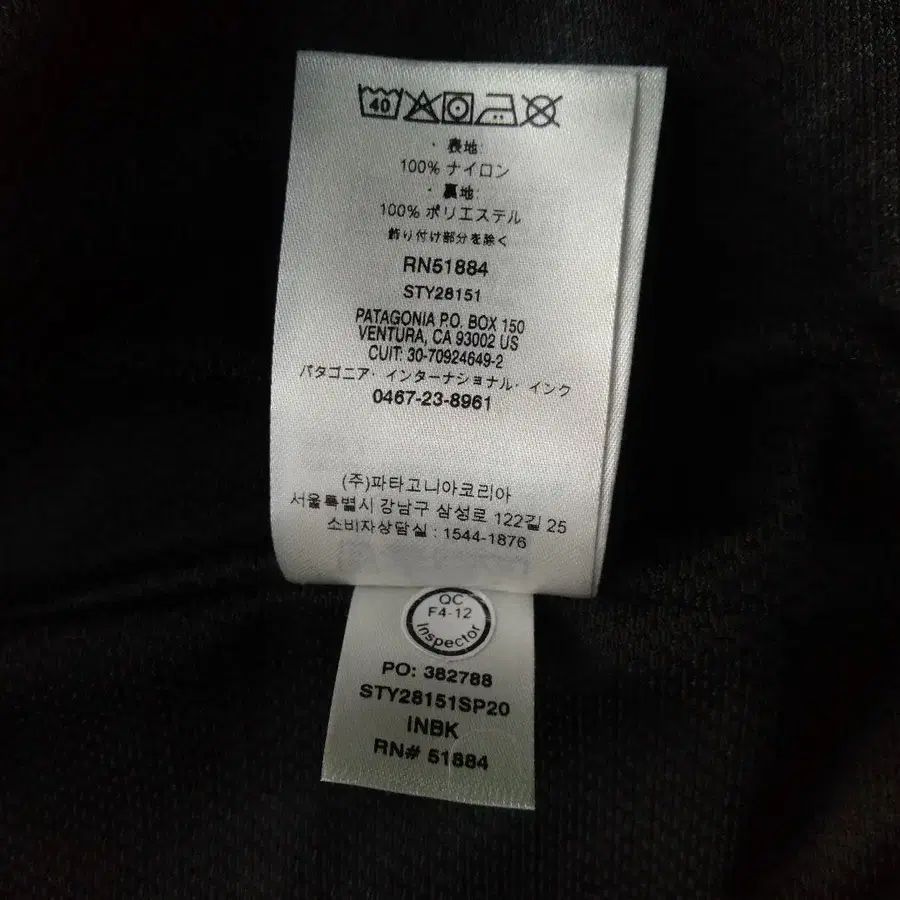 40
· 表地:
100% ナイロン
· 裏地:
100% ポリエステル
飾り付け部分を除く
RN51884
STY28151
PATAGONIA P.O. BOX 150
VENTURA, CA 93002 US
CUIT: 30-70924649-2
パタゴニア · インターナショナル · インク
0467-23-8961
(주)파타고니아코리아
서울특별시 강남구 삼성로 122길 25
소비자상담실 : 1544-1876
QC
F4-12
Inspector
PO: 382788
STY28151SP20
INBK
RN# 51884